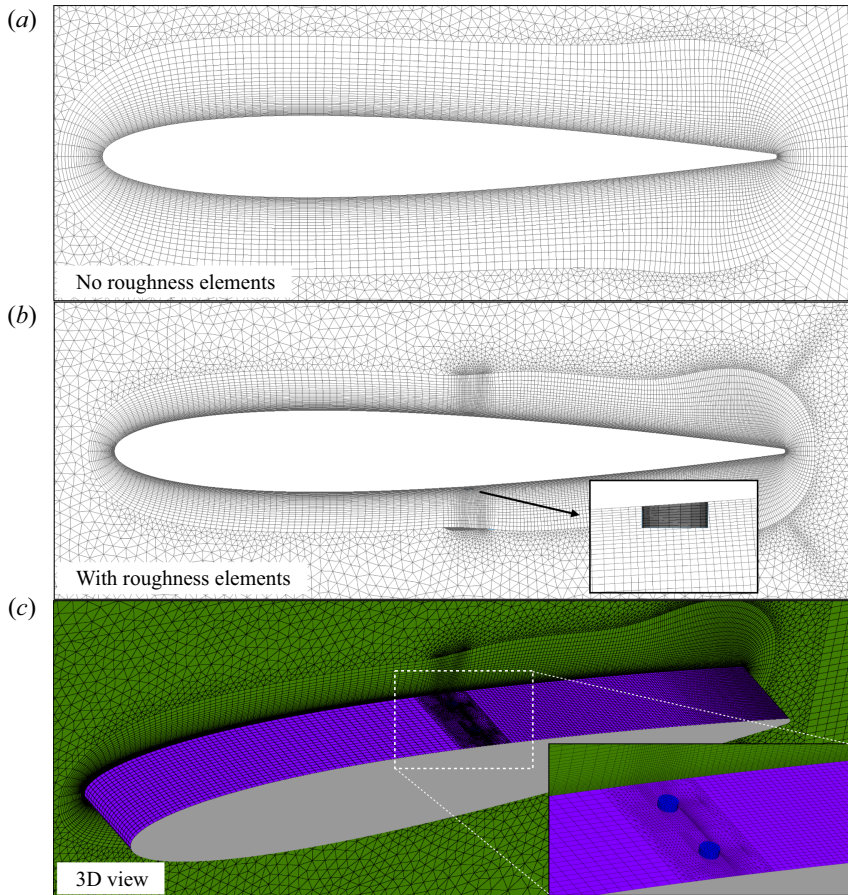 (a)
No roughness elements
(b)
With roughness elements
(c)
3D view